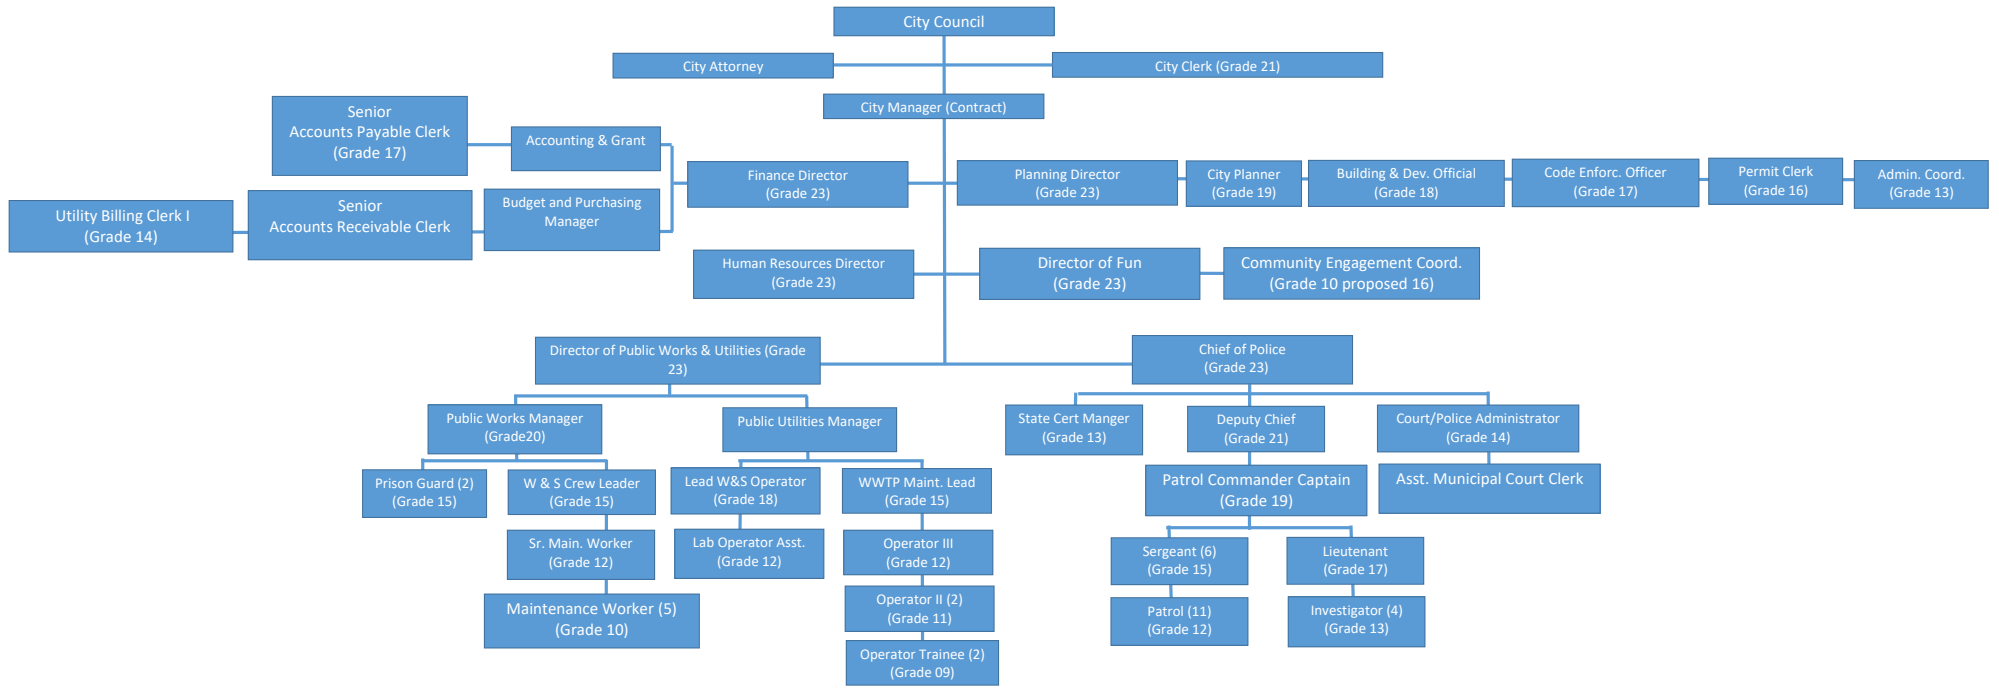 City Council
City Attorney
City Clerk (Grade 21)
City Manager (Contract)
Senior
Accounts Payable Clerk
(Grade 17)
Accounting & Grant
Finance Director
(Grade 23)
Planning Director
(Grade 23)
City Planner
(Grade 19)
Building & Dev. Official
(Grade 18)
Code Enforc. Officer
(Grade 17)
Permit Clerk
(Grade 16)
Admin. Coord.
(Grade 13)
Utility Billing Clerk I
(Grade 14)
Senior
Accounts Receivable Clerk
Budget and Purchasing
Manager
Human Resources Director
(Grade 23)
Director of Fun
(Grade 23)
Community Engagement Coord.
(Grade 10 proposed 16)
Director of Public Works & Utilities (Grade
23)
Chief of Police
(Grade 23)
Public Works Manager
(Grade20)
Public Utilities Manager
State Cert Manger
(Grade 13)
Deputy Chief
(Grade 21)
Court/Police Administrator
(Grade 14)
Prison Guard (2)
(Grade 15)
W & S Crew Leader
(Grade 15)
Lead W&S Operator
(Grade 18)
WWTP Maint. Lead
(Grade 15)
Patrol Commander Captain
(Grade 19)
Asst. Municipal Court Clerk
Sr. Main. Worker
(Grade 12)
Lab Operator Asst.
(Grade 12)
Operator III
(Grade 12)
Sergeant (6)
(Grade 15)
Lieutenant
(Grade 17)
Maintenance Worker (5)
(Grade 10)
Operator II (2)
(Grade 11)
Patrol (11)
(Grade 12)
Investigator (4)
(Grade 13)
Operator Trainee (2)
(Grade 09)